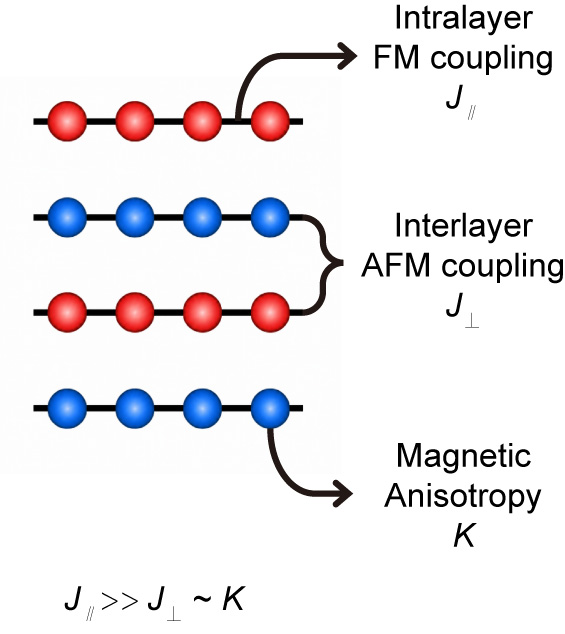 Intralayer
FM coupling
J∥
Interlayer
AFM coupling
J⊥
Magnetic
Anisotropy
K
J∥ >> J⊥ ~ K